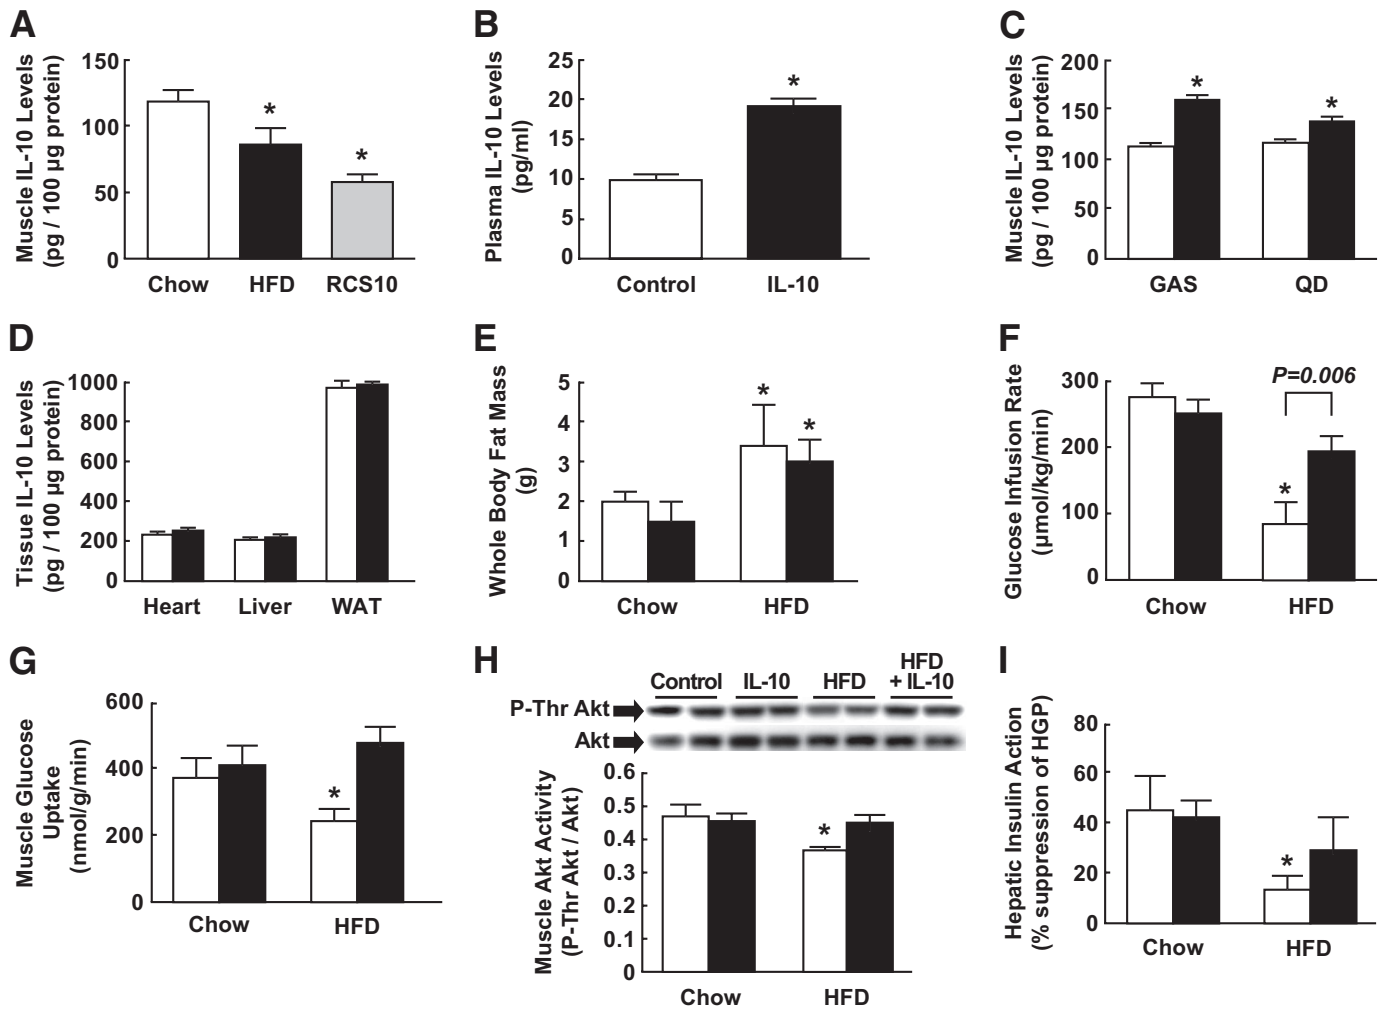 A
Muscle IL-10 Levels
(pg / 100 µg protein)
150
100
50
0
*
*
Chow HFD RCS10
B
Plasma IL-10 Levels
(pg/ml)
25
20
15
10
5
0
*
Control IL-10
C
Muscle IL-10 Levels
(pg / 100 µg protein)
200
150
100
50
0
*
*
GAS QD
D
Tissue IL-10 Levels
(pg / 100 µg protein)
1000
800
600
400
200
0
Heart Liver WAT
E
Whole Body Fat Mass
(g)
5
4
3
2
1
0
*
*
Chow HFD
F
Glucose Infusion Rate
(µmol/kg/min)
300
200
100
0
P=0.006
*
Chow HFD
G
Muscle Glucose
Uptake
(nmol/g/min)
600
400
200
0
*
Chow HFD
H
Control IL-10 HFD HFD
+ IL-10
P-Thr Akt
Akt
Muscle Akt Activity
(P-Thr Akt / Akt)
0.6
0.5
0.4
0.3
0.2
0.1
0
*
Chow HFD
I
Hepatic Insulin Action
(% suppression of HGP)
80
60
40
20
0
*
Chow HFD